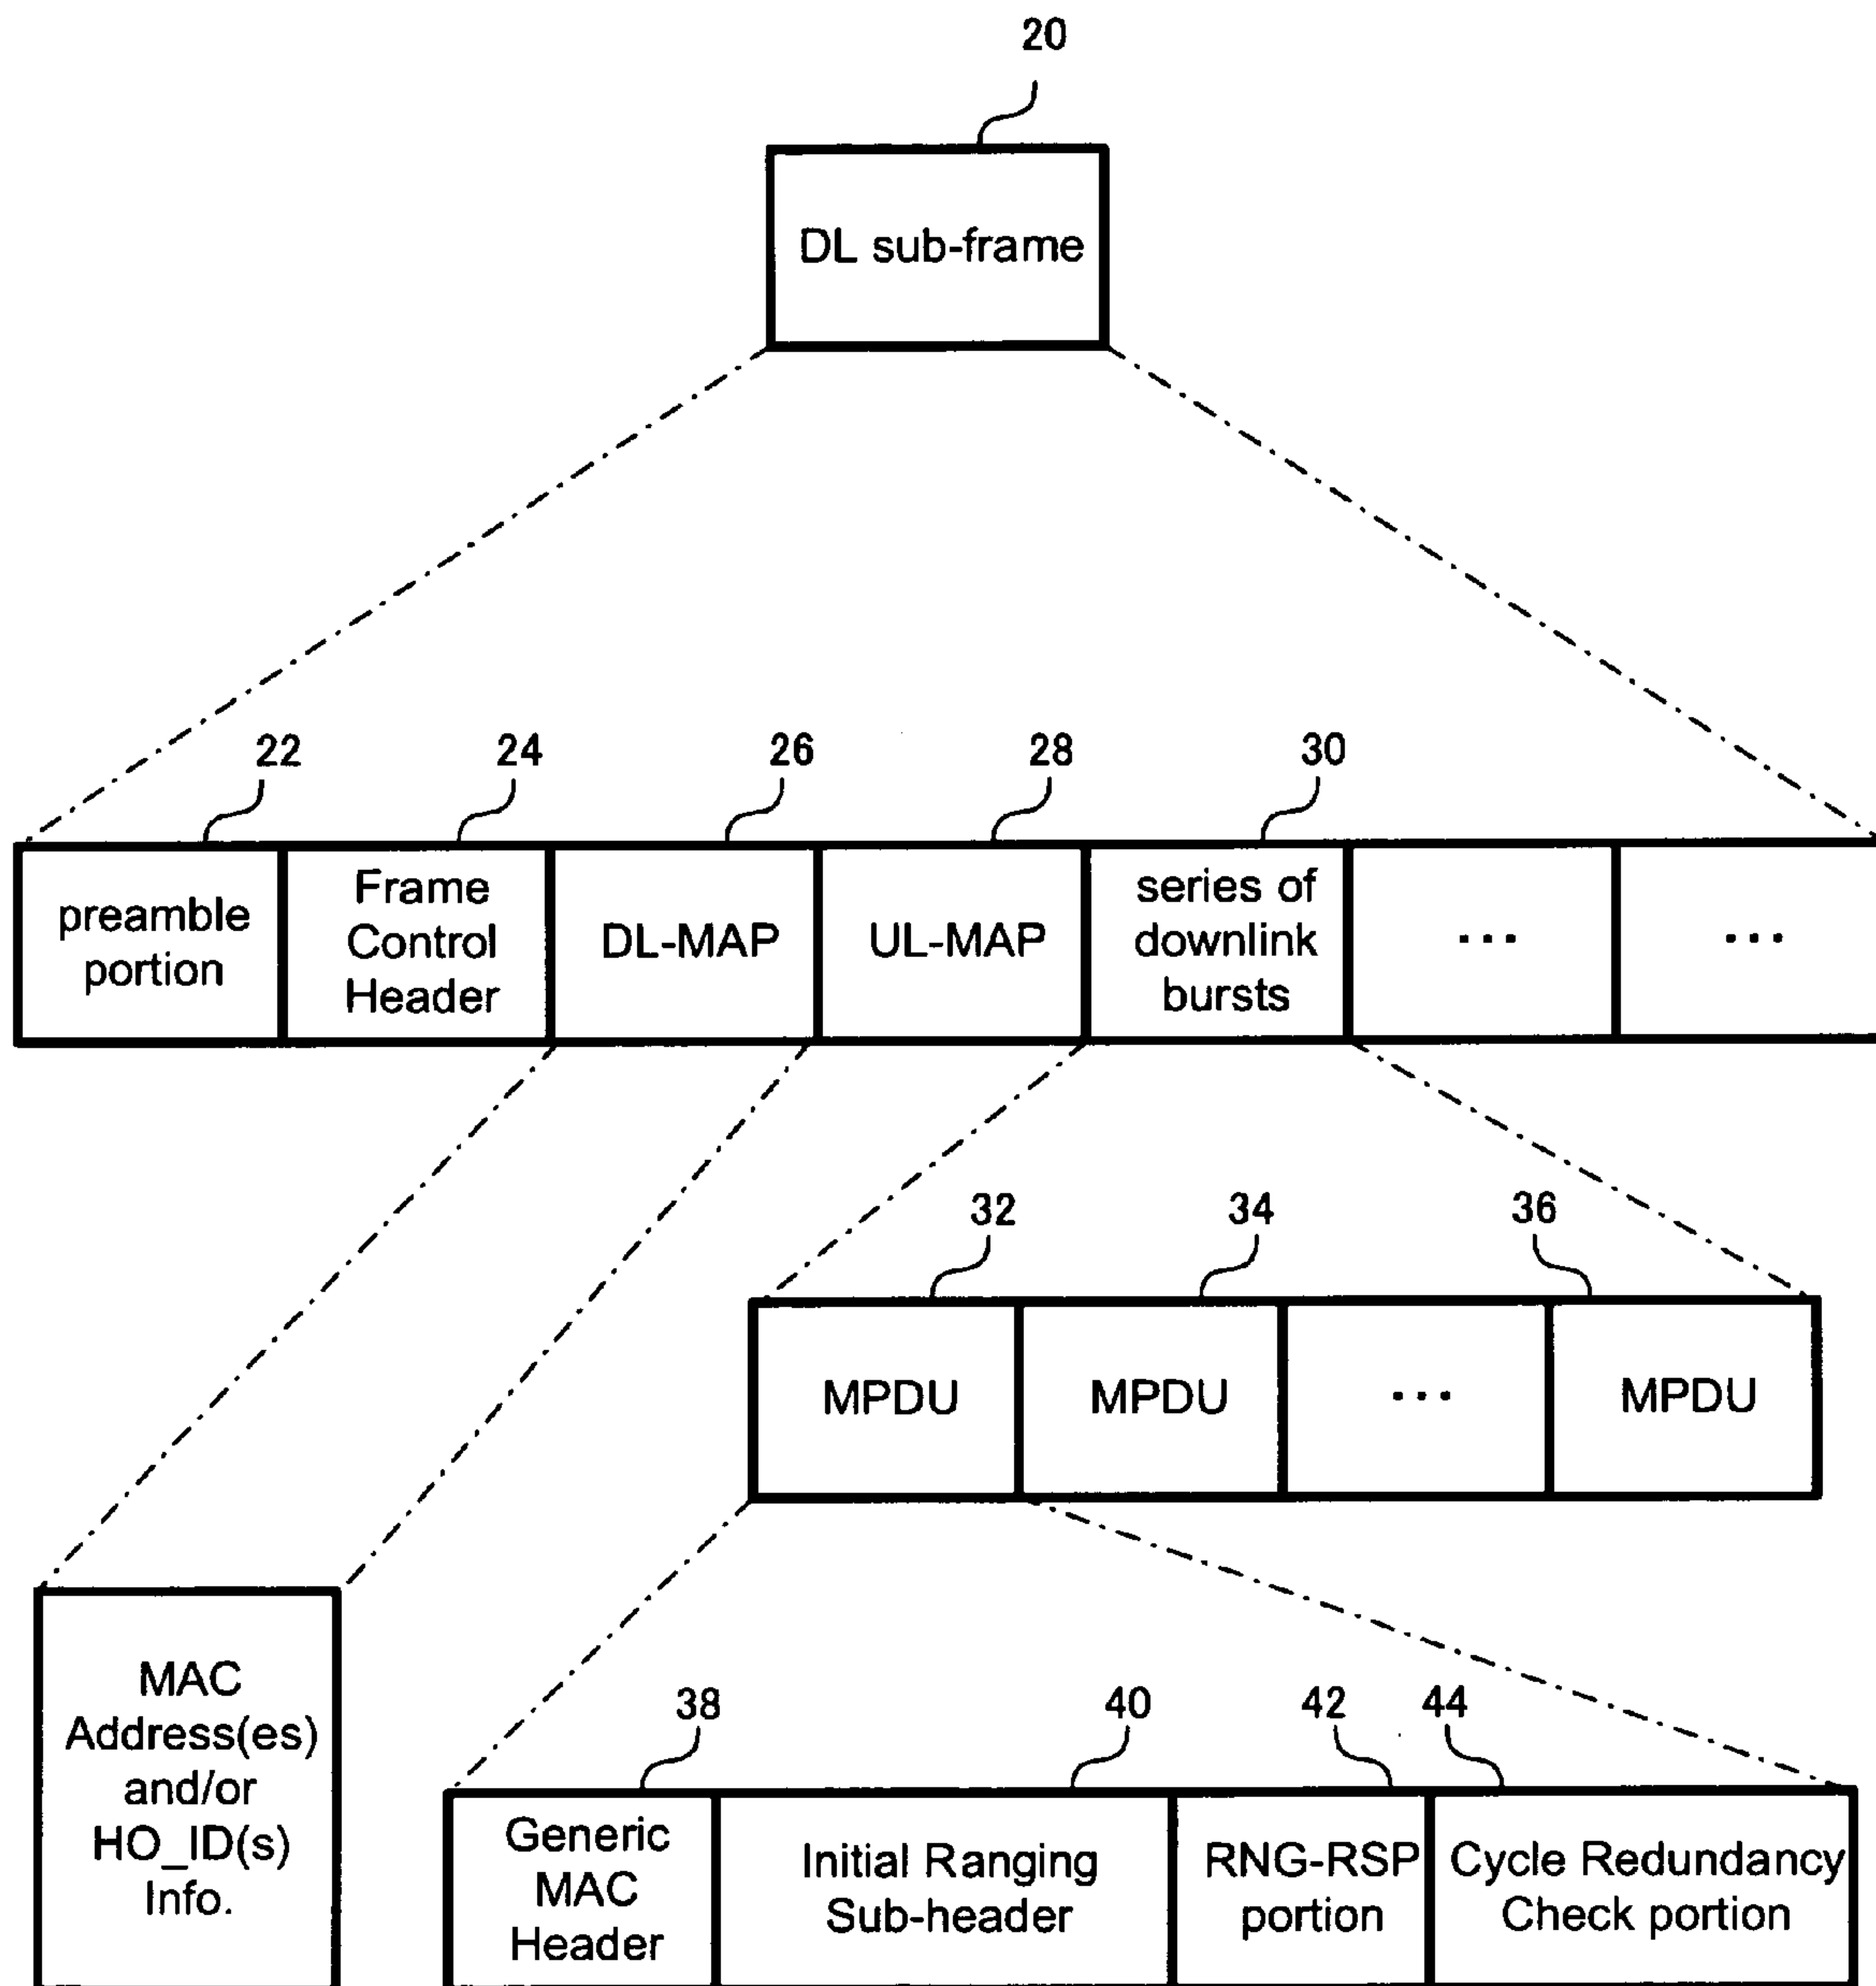 20
DL sub-frame
22
24
26
28
30
preamble
portion
Frame
Control
Header
DL-MAP
UL-MAP
series of
downlink
bursts
...
...
32
34
36
MPDU
MPDU
...
MPDU
MAC
Address(es)
and/or
HO_ID(s)
Info.
38
40
42
44
Generic
MAC
Header
Initial Ranging
Sub-header
RNG-RSP
portion
Cycle Redundancy
Check portion